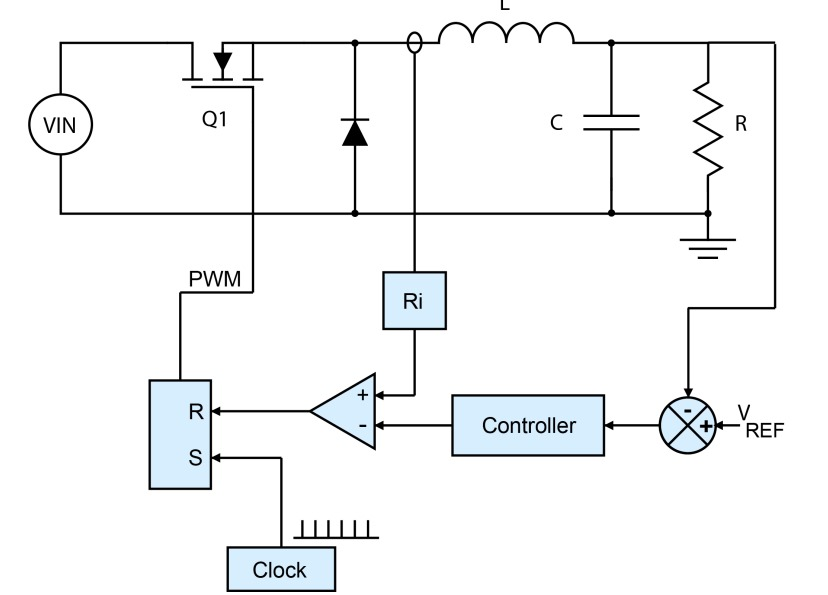 L
Q1
VIN
C
R
PWM
Ri
+
-
R
S
Controller
-
+
V
REF
Clock